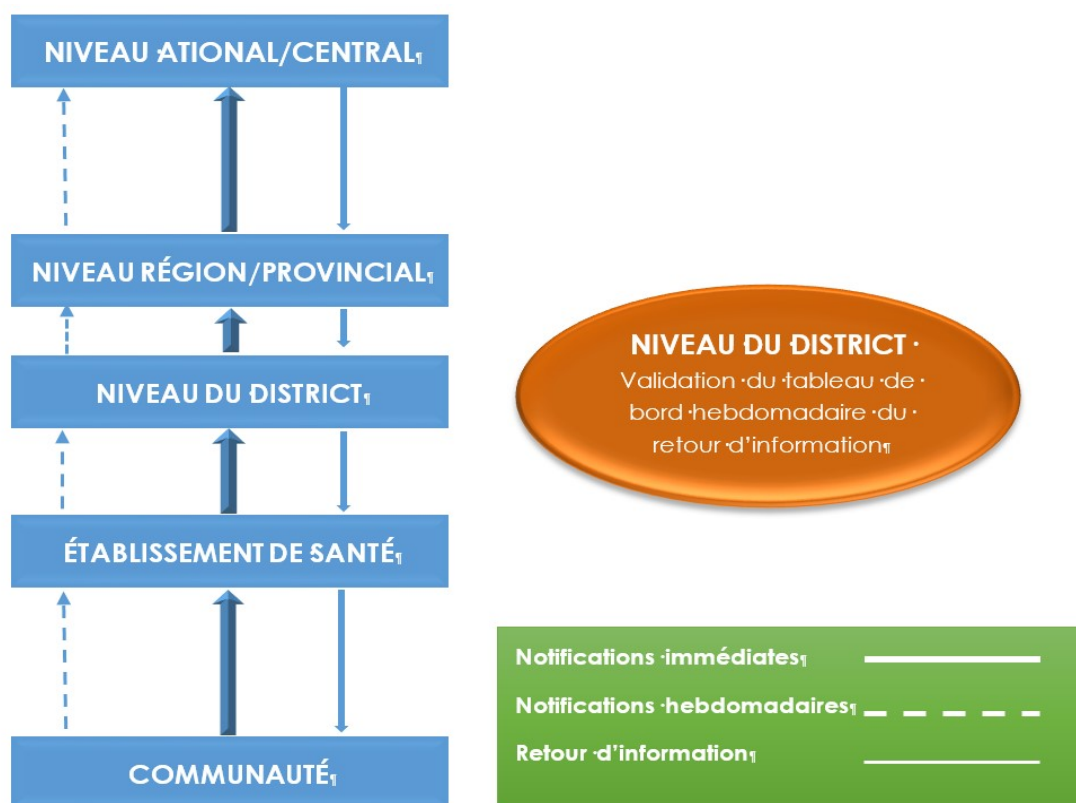 NIVEAU ATIONAL/CENTRAL¶
NIVEAU RÉGION/PROVINCIAL¶
NIVEAU DU DISTRICT¶
ÉTABLISSEMENT DE SANTÉ¶
COMMUNAUTÉ¶
NIVEAU DU DISTRICT·
Validation·du·tableau·de·
bord·hebdomadaire·du·
retour·d’information¶
Notifications·immédiates¶
Notifications·hebdomadaires¶
Retour·d’information¶